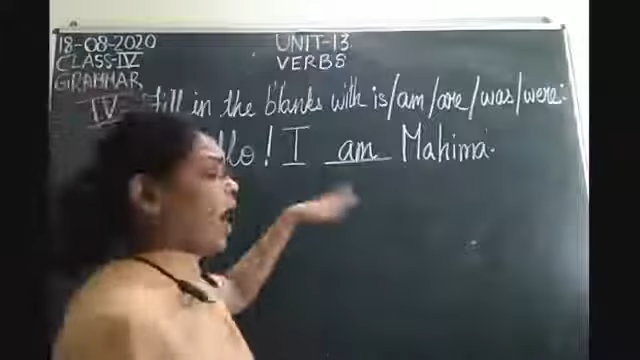 18-08-2020
UNIT-13
CLASS-IV
VERBS
GRAMMAR
IV Fill in the blanks with is/am/are/was/were:
! I am Mahima.